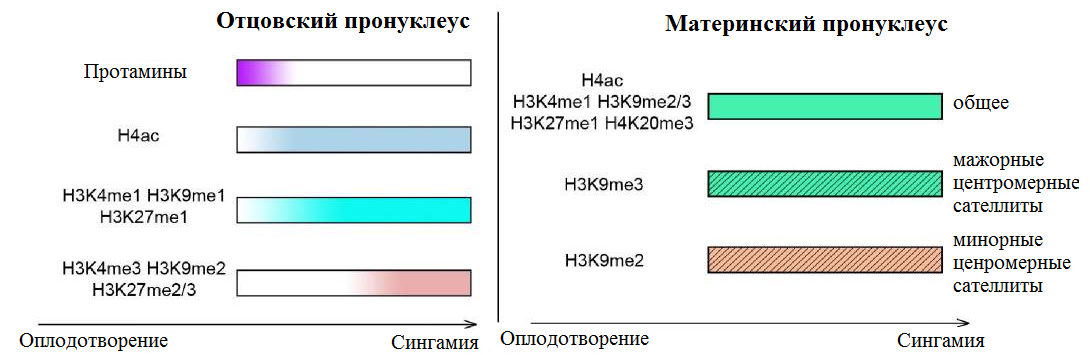 Отцовский пронуклеус
Протамины
H4ac
H3K4me1 H3K9me1
H3K27me1
H3K4me3 H3K9me2
H3K27me2/3
Оплодотворение
Сингамия
Материнский пронуклеус
H4ac
H3K4me1 H3K9me2/3
H3K27me1 H4K20me3
общее
H3K9me3
мажорные
центромерные
сателлиты
H3K9me2
минорные
ценромерные
сателлиты
Оплодотворение
Сингамия